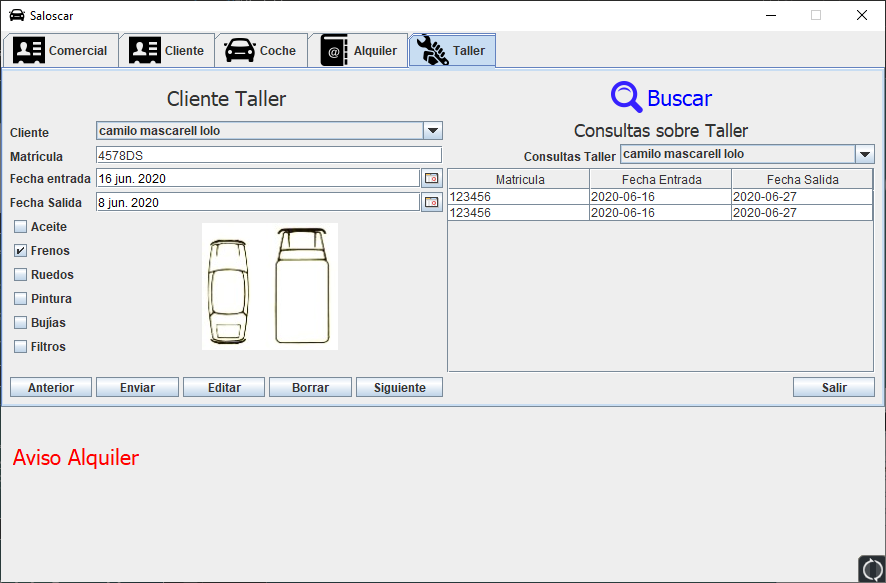 Saloscar
Comercial Cliente Coche @ Alquiler Taller
Cliente Taller
Cliente camilo mascarell lolo
Matrícula 4578DS
Fecha entrada 16 jun. 2020
Fecha Salida 8 jun. 2020
Aceite
Frenos
Ruedos
Pintura
Bujías
Filtros
Anterior Enviar Editar Borrar Siguiente
Buscar
Consultas sobre Taller
Consultas Taller camilo mascarell lolo
Matricula Fecha Entrada Fecha Salida
123456 2020-06-16 2020-06-27
123456 2020-06-16 2020-06-27
Salir
Aviso Alquiler